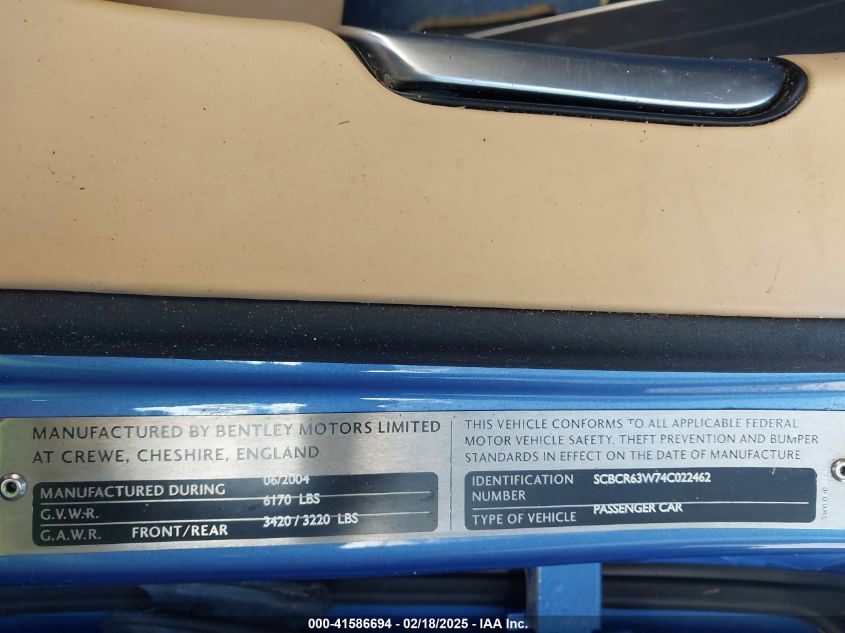 MANUFACTURED BY BENTLEY MOTORS LIMITED
AT CREWE, CHESHIRE, ENGLAND
MANUFACTURED DURING 06/2004
G.V.W.R. 6170 LBS
G.A.W.R. FRONT/REAR 3420 / 3220 LBS
THIS VEHICLE CONFORMS TO ALL APPLICABLE FEDERAL
MOTOR VEHICLE SAFETY, THEFT PREVENTION AND BUMPER
STANDARDS IN EFFECT ON THE DATE OF MANUFACTURE
IDENTIFICATION SCBCR63W74C022462
NUMBER
TYPE OF VEHICLE PASSENGER CAR
000-41586694 - 02/18/2025 - IAA Inc.